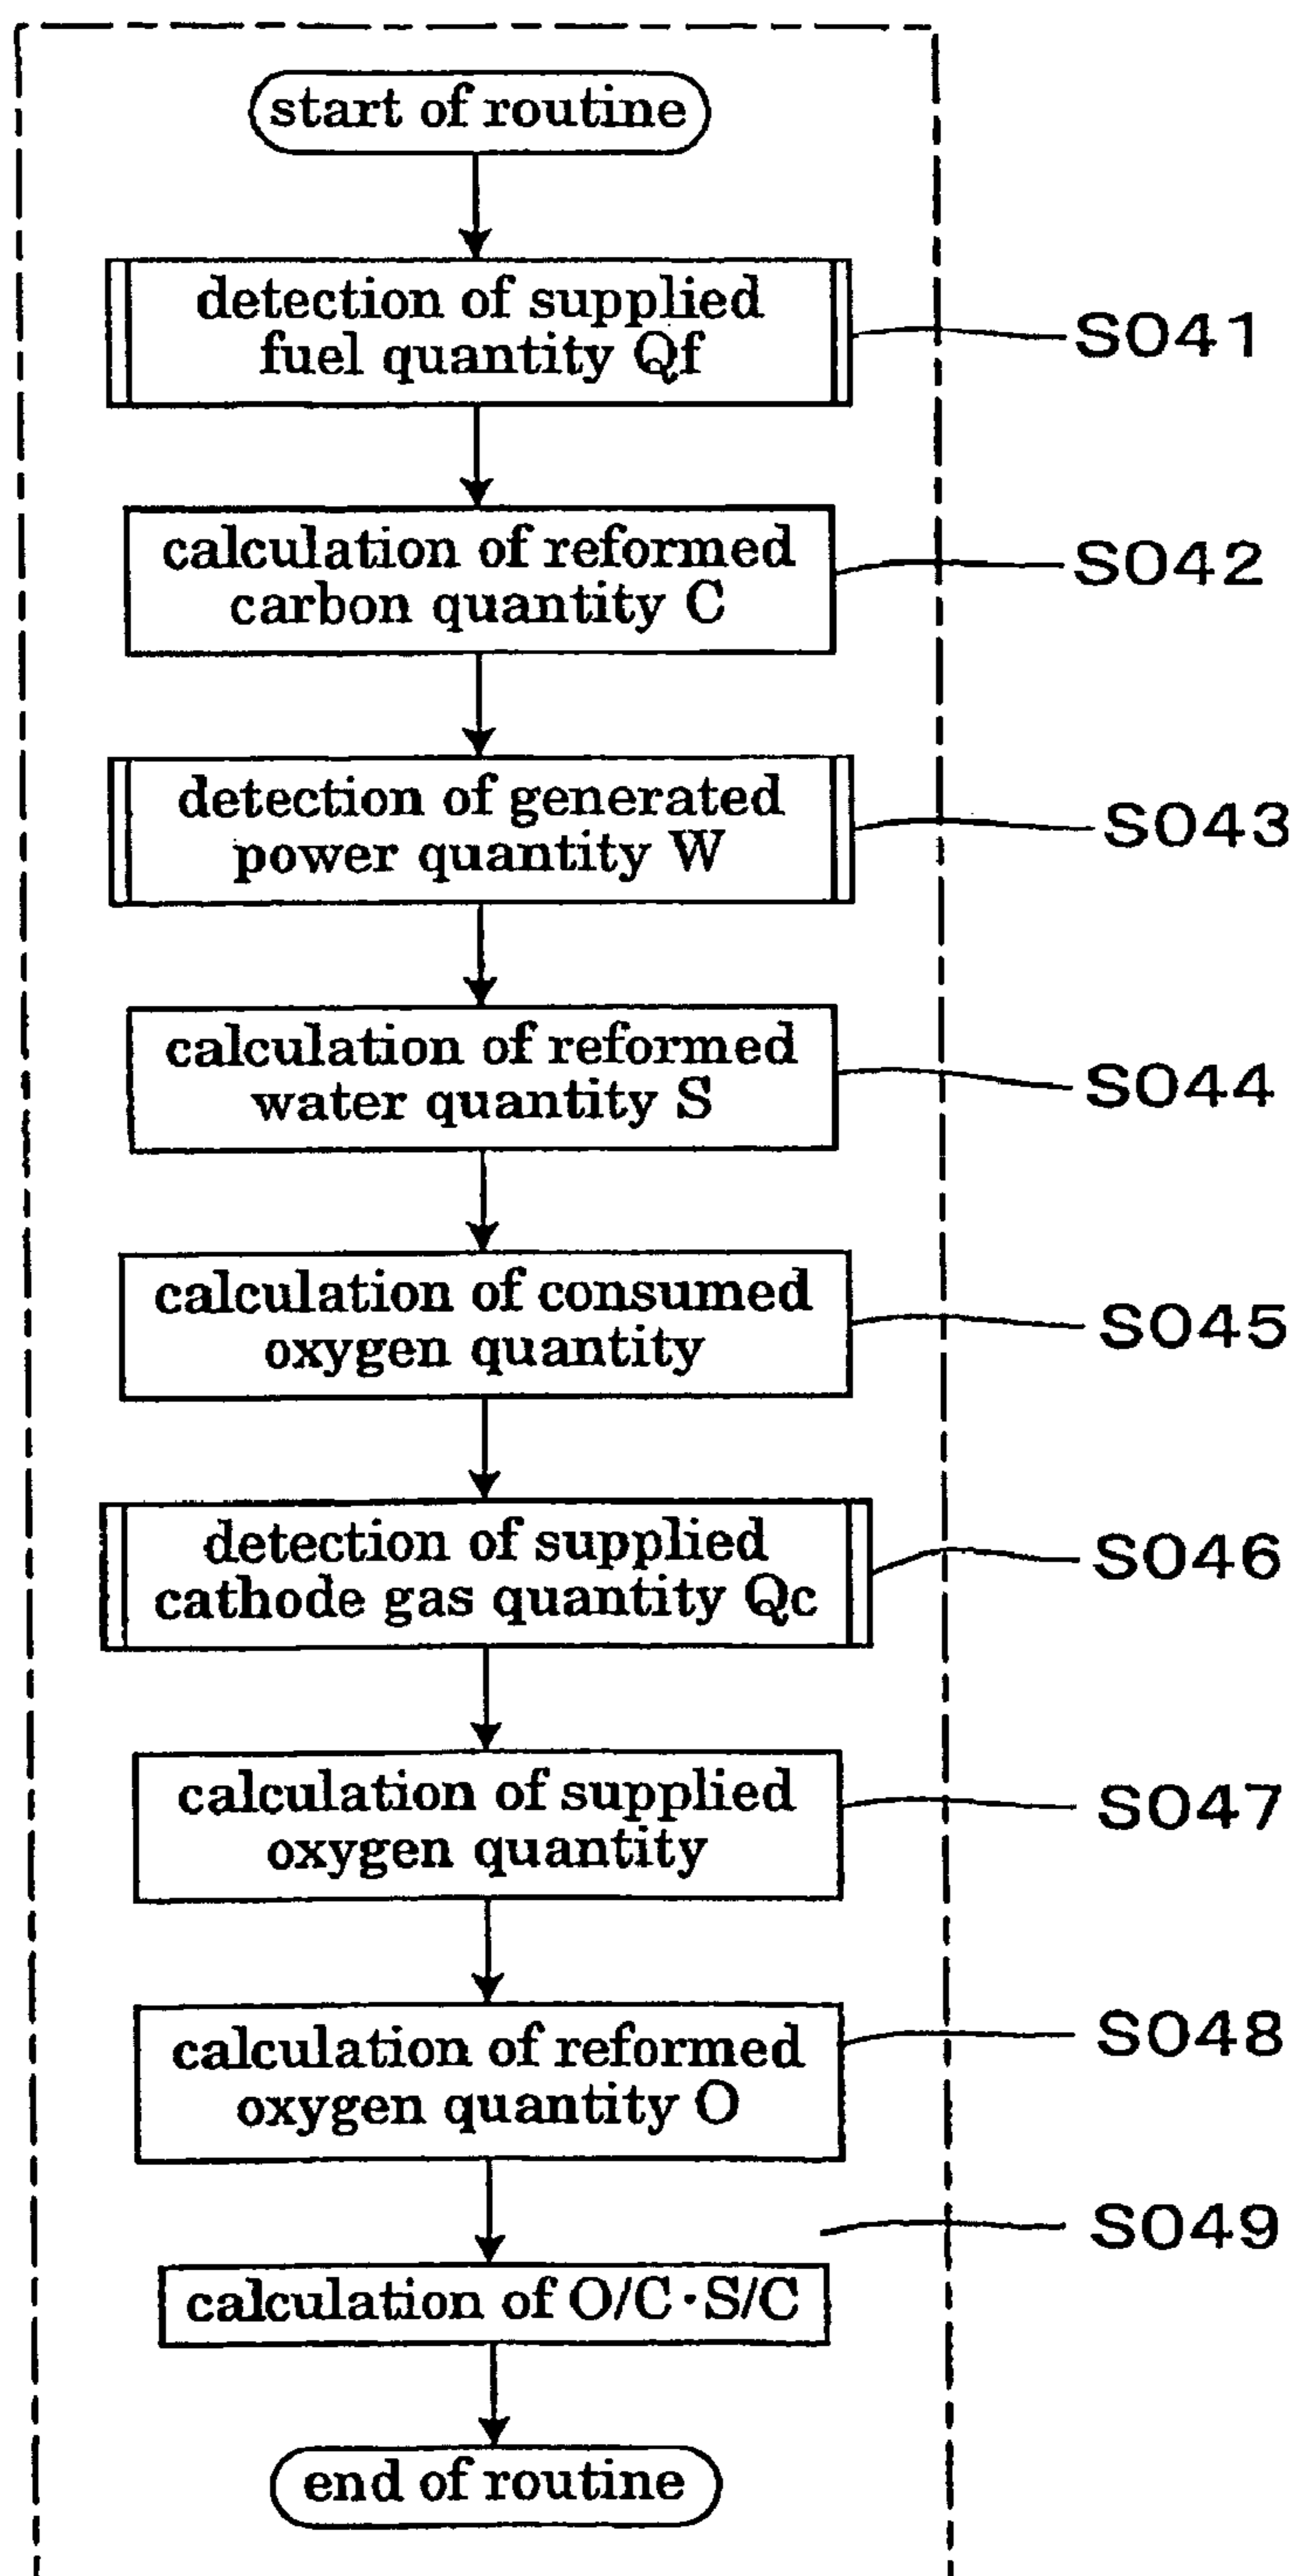 start of routine
detection of supplied
fuel quantity Qf
S041
calculation of reformed
carbon quantity C
S042
detection of generated
power quantity W
S043
calculation of reformed
water quantity S
S044
calculation of consumed
oxygen quantity
S045
detection of supplied
cathode gas quantity Qc
S046
calculation of supplied
oxygen quantity
S047
calculation of reformed
oxygen quantity O
S048
S049
calculation of O/C·S/C
end of routine